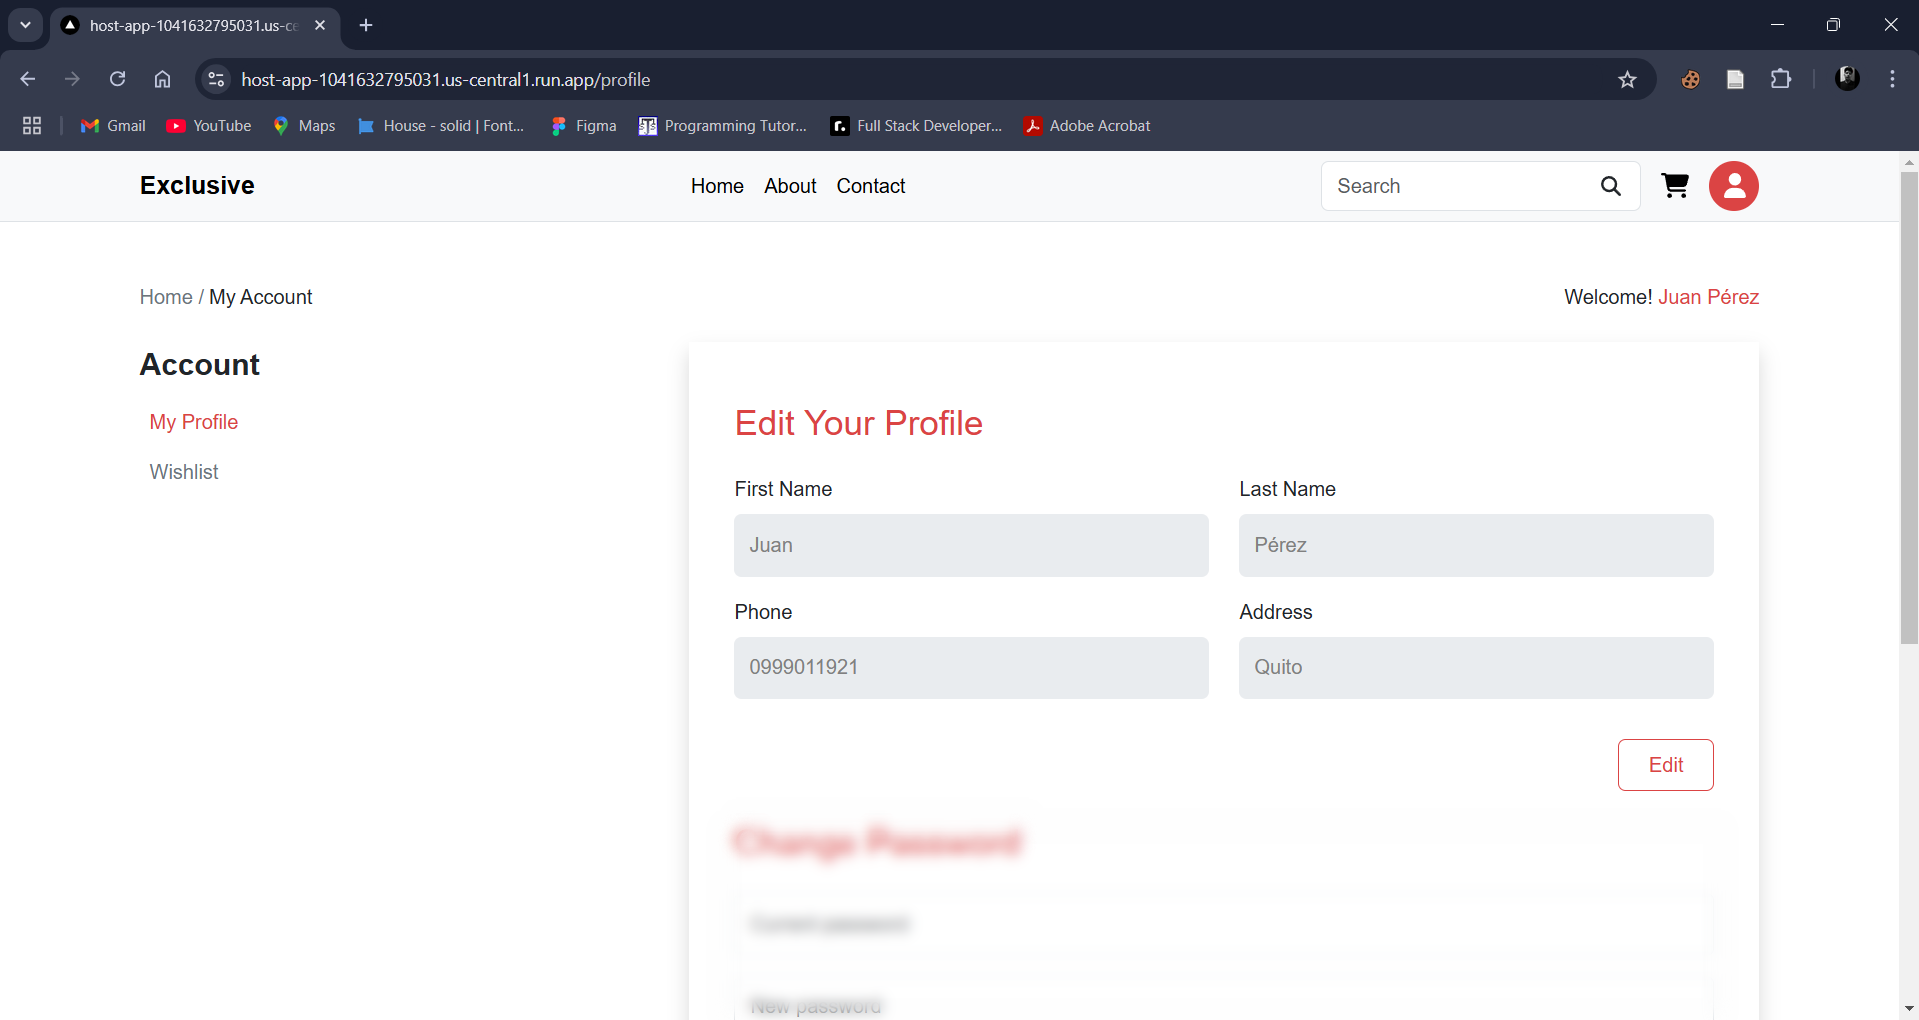 host-app-1041632795031.us-ce
host-app-1041632795031.us-central1.run.app/profile
Gmail YouTube Maps House - solid | Font... Figma Programming Tutor... Full Stack Developer... Adobe Acrobat
Exclusive Home About Contact Search
Home / My Account Welcome! Juan Pérez
Account
My Profile
Wishlist
Edit Your Profile
First Name Last Name
Juan Pérez
Phone Address
0999011921 Quito
Edit
Change Password
Current password
New password